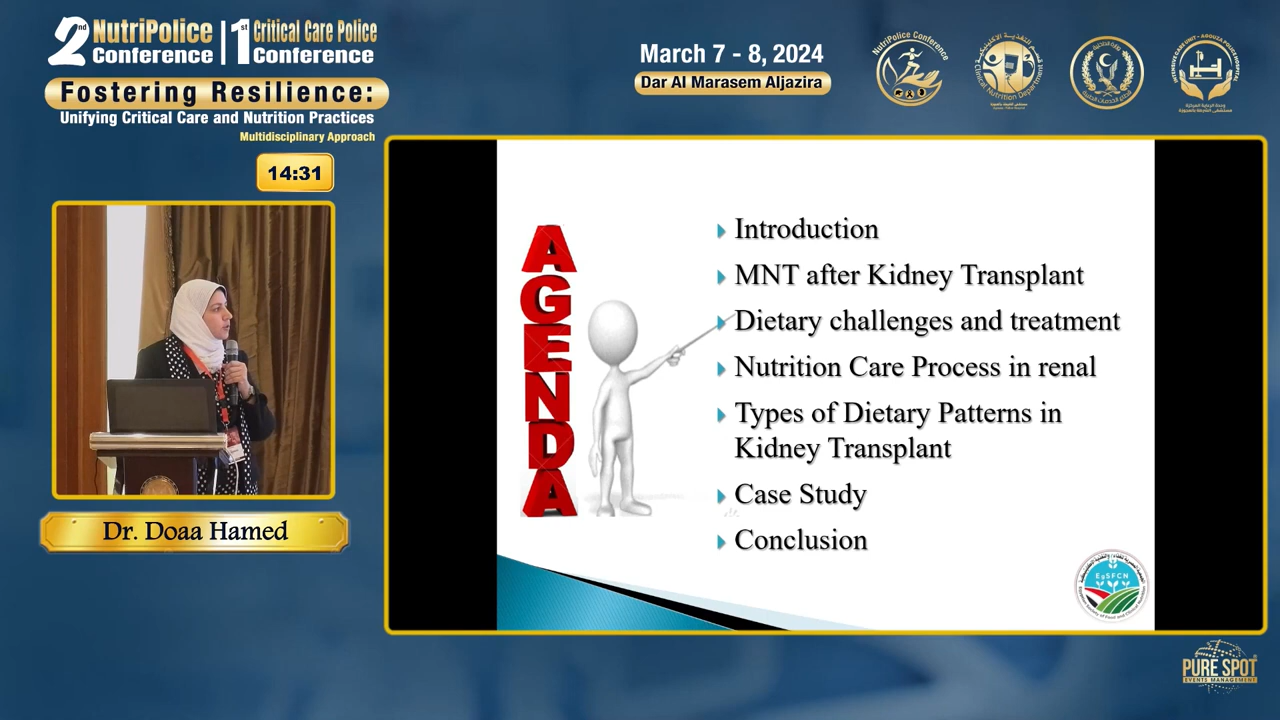 2nd NutriPolice Conference | 1st Critical Care Police Conference
Fostering Resilience:
Unifying Critical Care and Nutrition Practices
Multidisciplinary Approach
March 7 - 8, 2024
Dar Al Marasem Aljazira
NutriPolice Conference
14:31
Dr. Doaa Hamed
AGENDA
Introduction
MNT after Kidney Transplant
Dietary challenges and treatment
Nutrition Care Process in renal
Types of Dietary Patterns in
Kidney Transplant
Case Study
Conclusion
EgSFCN
PURE SPOT
EVENTS MANAGEMENT